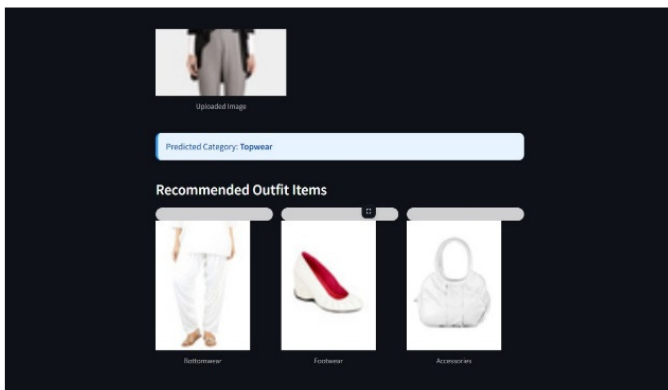 Uploaded Image
Predicted Category: Topwear
Recommended Outfit Items
Bottomwear
Footwear
Accessories